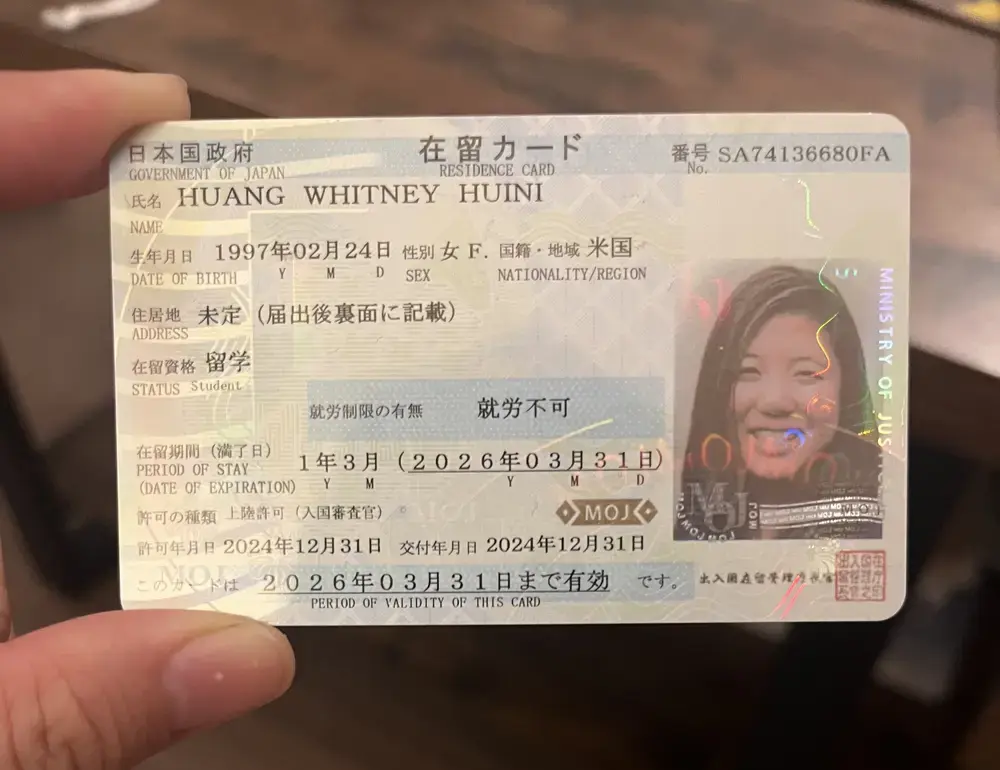 日本国政府 在留カード 番号 SA74136680FA
GOVERNMENT OF JAPAN RESIDENCE CARD No.
氏名 HUANG WHITNEY HUINI
NAME
生年月日 1997年02月24日 性別 女 F. 国籍・地域 米国
DATE OF BIRTH Y M D SEX NATIONALITY/REGION
住居地 未定（届出後裏面に記載）
ADDRESS
在留資格 留学
STATUS Student
就労制限の有無 就労不可
在留期間（満了日） 1年3月（2026年03月31日）
PERIOD OF STAY
(DATE OF EXPIRATION) Y M Y M D
許可の種類 上陸許可（入国審査官）
MOJ
許可年月日 2024年12月31日 交付年月日 2024年12月31日
このカードは 2026年03月31日まで有効 です。
PERIOD OF VALIDITY OF THIS CARD
MINISTRY OF JUS
MOJ
出入国在留管理庁長官